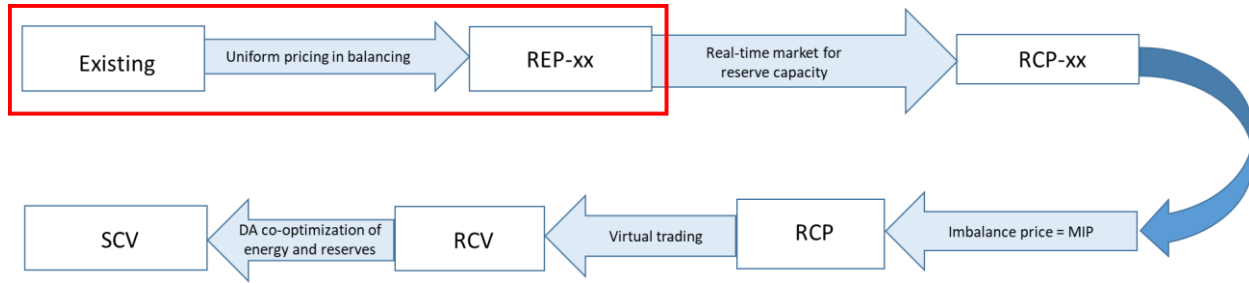 Existing
Uniform pricing in balancing
REP-xx
Real-time market for
reserve capacity
RCP-xx
SCV
DA co-optimization of
energy and reserves
RCV
Virtual trading
RCP
Imbalance price = MIP